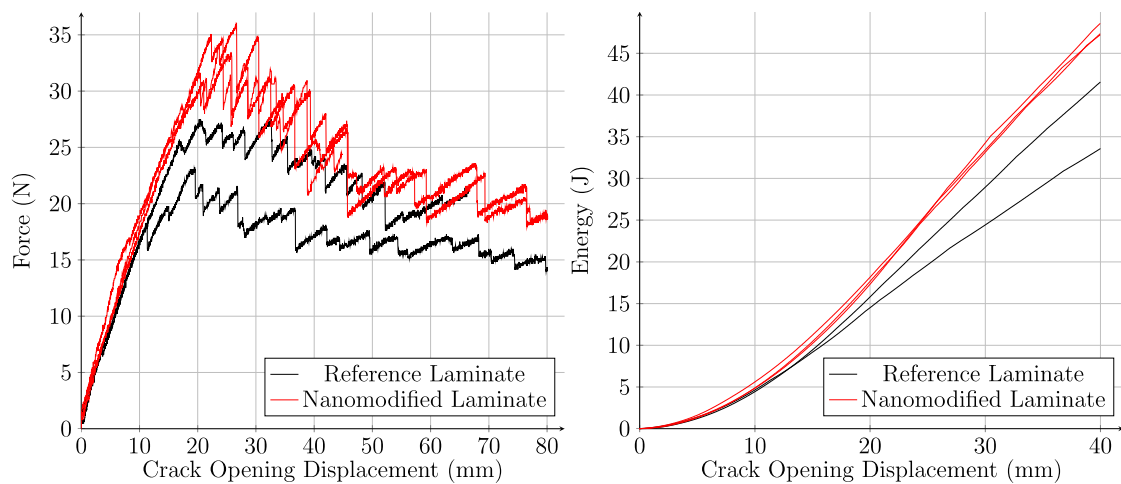 Force (N)
35
30
25
20
15
10
5
0
0 10 20 30 40 50 60 70 80
Crack Opening Displacement (mm)
Reference Laminate
Nanomodified Laminate
Energy (J)
45
40
35
30
25
20
15
10
5
0
0 10 20 30 40
Crack Opening Displacement (mm)
Reference Laminate
Nanomodified Laminate